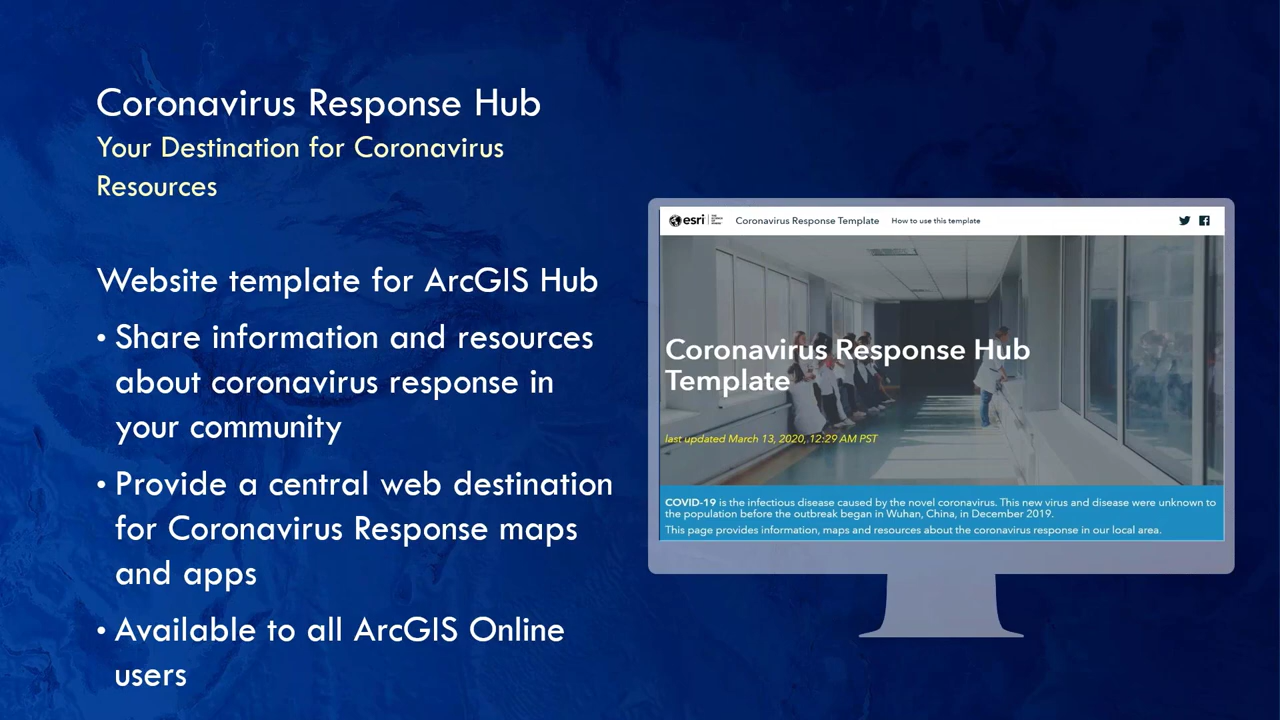 Coronavirus Response Hub
Your Destination for Coronavirus
Resources
Website template for ArcGIS Hub
• Share information and resources
about coronavirus response in
your community
• Provide a central web destination
for Coronavirus Response maps
and apps
• Available to all ArcGIS Online
users
esri
Coronavirus Response Template
How to use this template
Coronavirus Response Hub
Template
last updated March 13, 2020, 12:29 AM PST
COVID-19 is the infectious disease caused by the novel coronavirus. This new virus and disease were unknown to
the population before the outbreak began in Wuhan, China, in December 2019.
This page provides information, maps and resources about the coronavirus response in our local area.